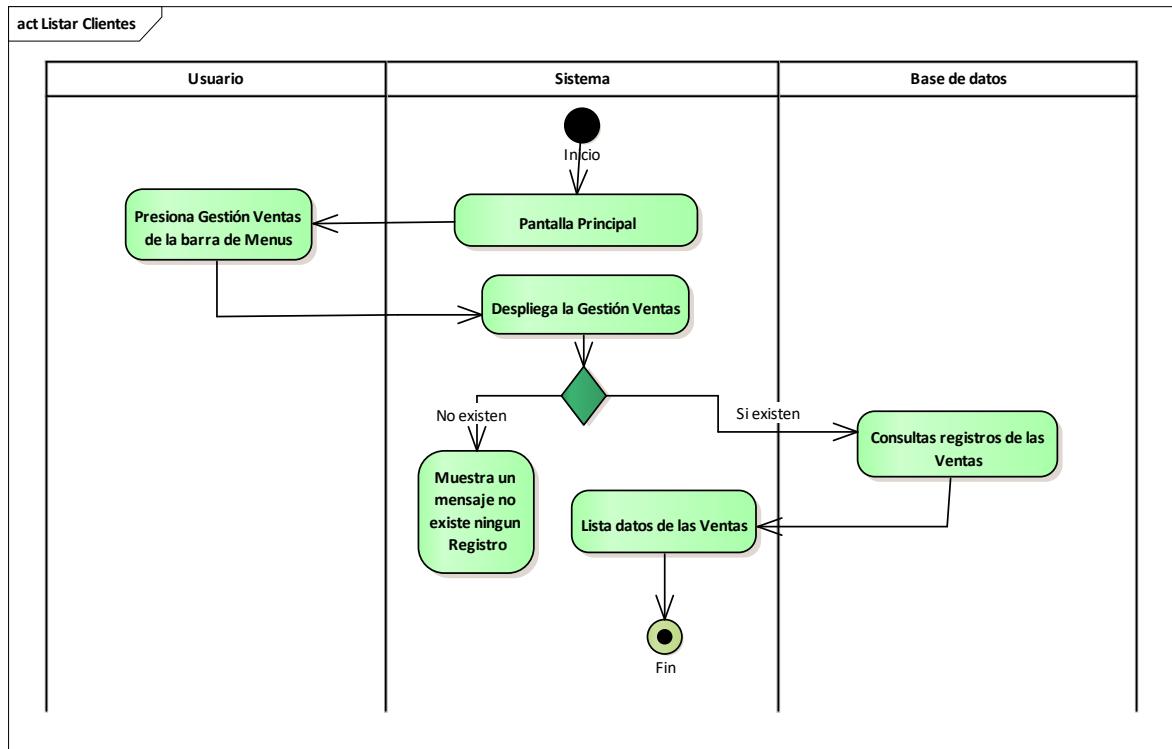 act Listar Clientes
Usuario
Sistema
Base de datos
Inicio
Pantalla Principal
Presiona Gestión Ventas
de la barra de Menus
Despliega la Gestión Ventas
No existen
Si existen
Consultas registros de las
Ventas
Muestra un
mensaje no
existe ningun
Registro
Lista datos de las Ventas
Fin